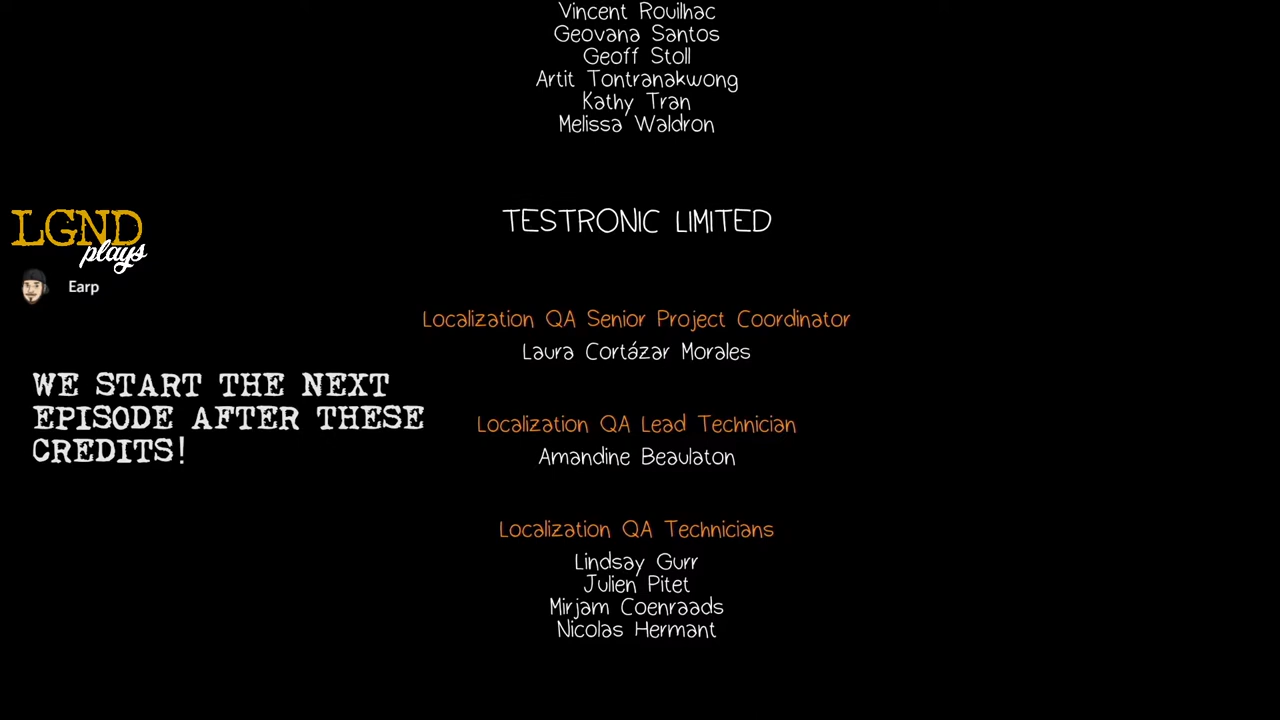 Vincent Rouilhac
Geovana Santos
Geoff Stoll
Artit Tontranakwong
Kathy Tran
Melissa Waldron
TESTRONIC LIMITED
LGND
plays
Earp
Localization QA Senior Project Coordinator
Laura Cortázar Morales
WE START THE NEXT
EPISODE AFTER THESE
CREDITS!
Localization QA Lead Technician
Amandine Beaulaton
Localization QA Technicians
Lindsay Gurr
Julien Pitet
Mirjam Coenraads
Nicolas Hermant